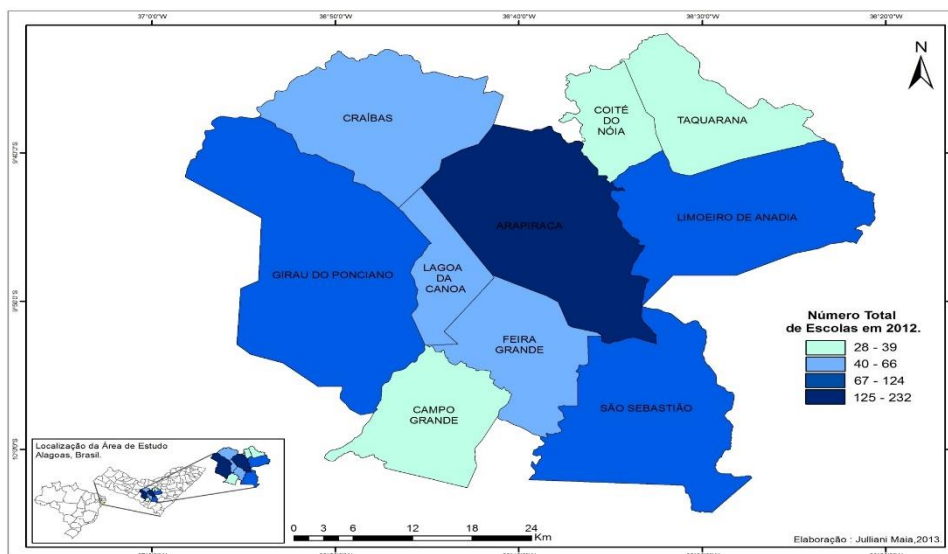 37°0'0"W 36°50'0"W 36°40'0"W 36°30'0"W 36°20'0"W
N
COITÉ
DO
NÓIA
TAQUARANA
CRAÍBAS
ARAPIRACA
LIMOEIRO DE ANADIA
GIRAU DO PONCIANO
LAGOA
DA
CANOA
FEIRA
GRANDE
CAMPO
GRANDE
SÃO SEBASTIÃO
Número Total
de Escolas em 2012.
28 - 39
40 - 66
67 - 124
125 - 232
Localização da Área de Estudo
Alagoas, Brasil.
0 3 6 12 18 24
Km
Elaboração : Julliani Maia,2013.